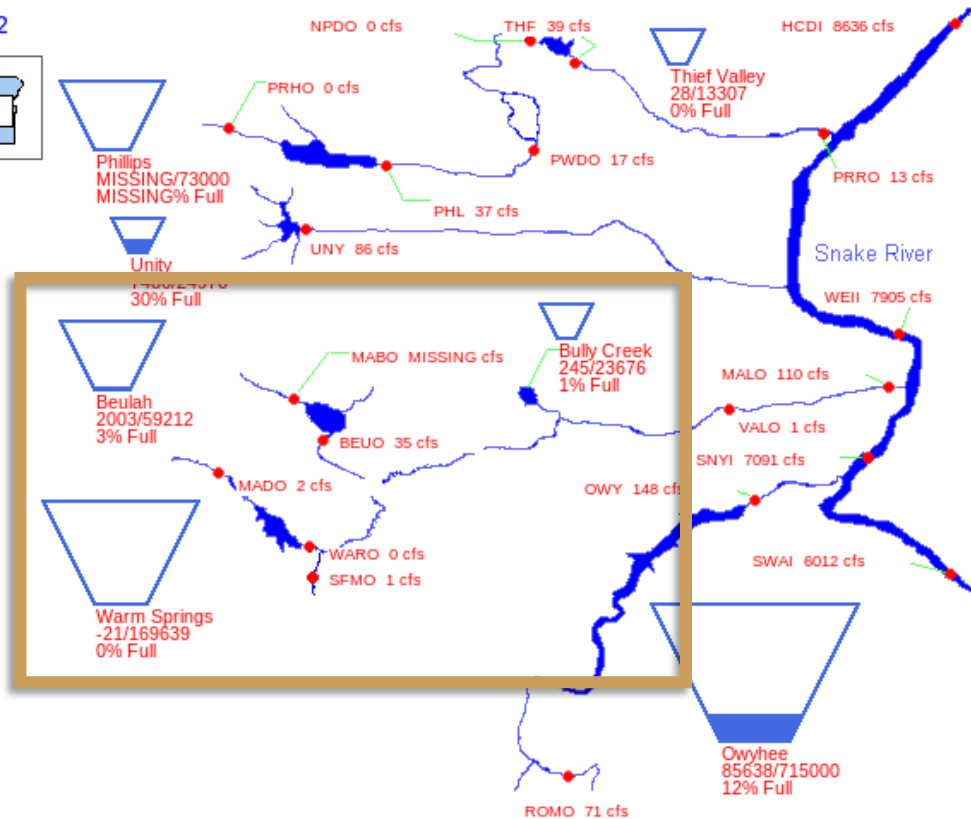 2
NPDO 0 cfs
THF 39 cfs
HCDI 8636 cfs
Thief Valley
28/13307
0% Full
PRHO 0 cfs
Phillips
MISSING/73000
MISSING% Full
PWDO 17 cfs
PRRO 13 cfs
PHL 37 cfs
UNY 86 cfs
Snake River
Unity
30% Full
WEII 7905 cfs
MABO MISSING cfs
Bully Creek
245/23676
1% Full
MALO 110 cfs
Beulah
2003/59212
3% Full
VALO 1 cfs
BEUO 35 cfs
SNYI 7091 cfs
MADO 2 cfs
OWY 148 cfs
WARO 0 cfs
SFMO 1 cfs
SWAI 6012 cfs
Warm Springs
-21/169639
0% Full
Owyhee
85638/715000
12% Full
ROMO 71 cfs